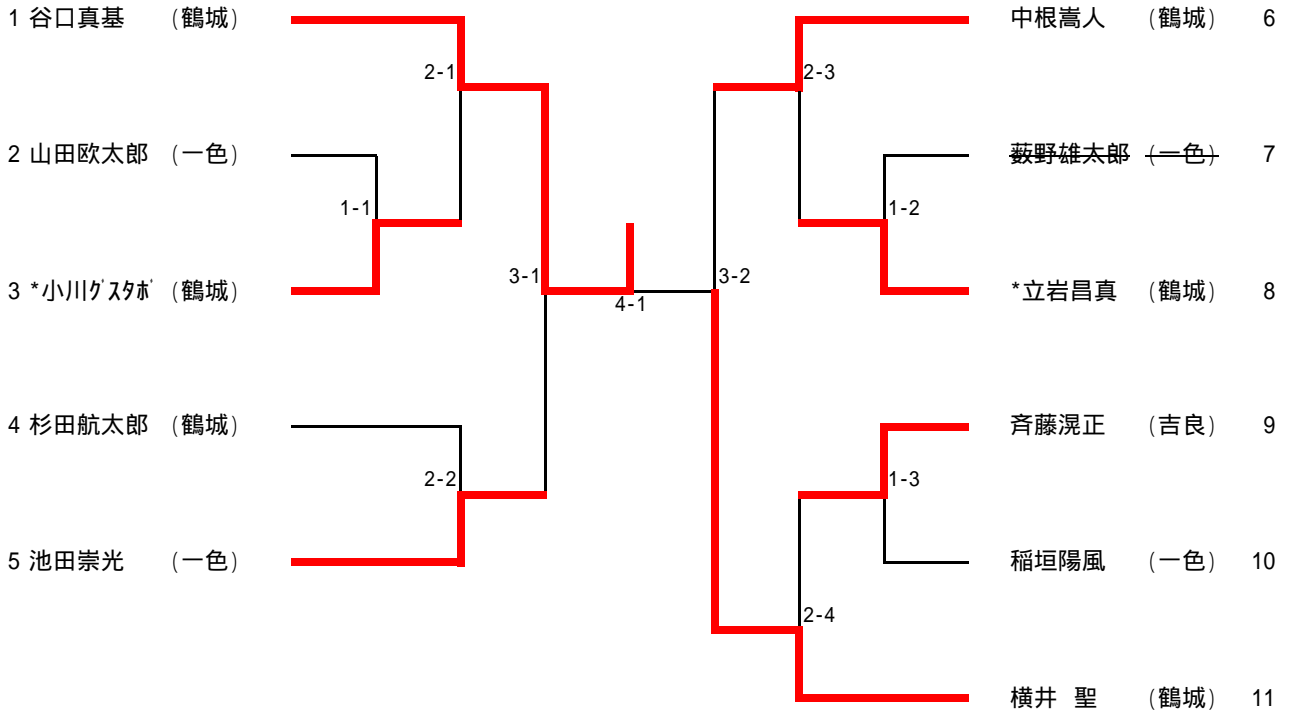 1 谷口真基 (鶴城)
中根嵩人 (鶴城) 6
2-1
2-3
2 山田欧太郎 (一色)
薮野雄太郎 (一色) 7
1-1
1-2
3 *小川グスタボ (鶴城)
3-1
4-1
3-2
*立岩昌真 (鶴城) 8
4 杉田航太郎 (鶴城)
斉藤滉正 (吉良) 9
2-2
1-3
5 池田崇光 (一色)
稲垣陽風 (一色) 10
2-4
横井 聖 (鶴城) 11